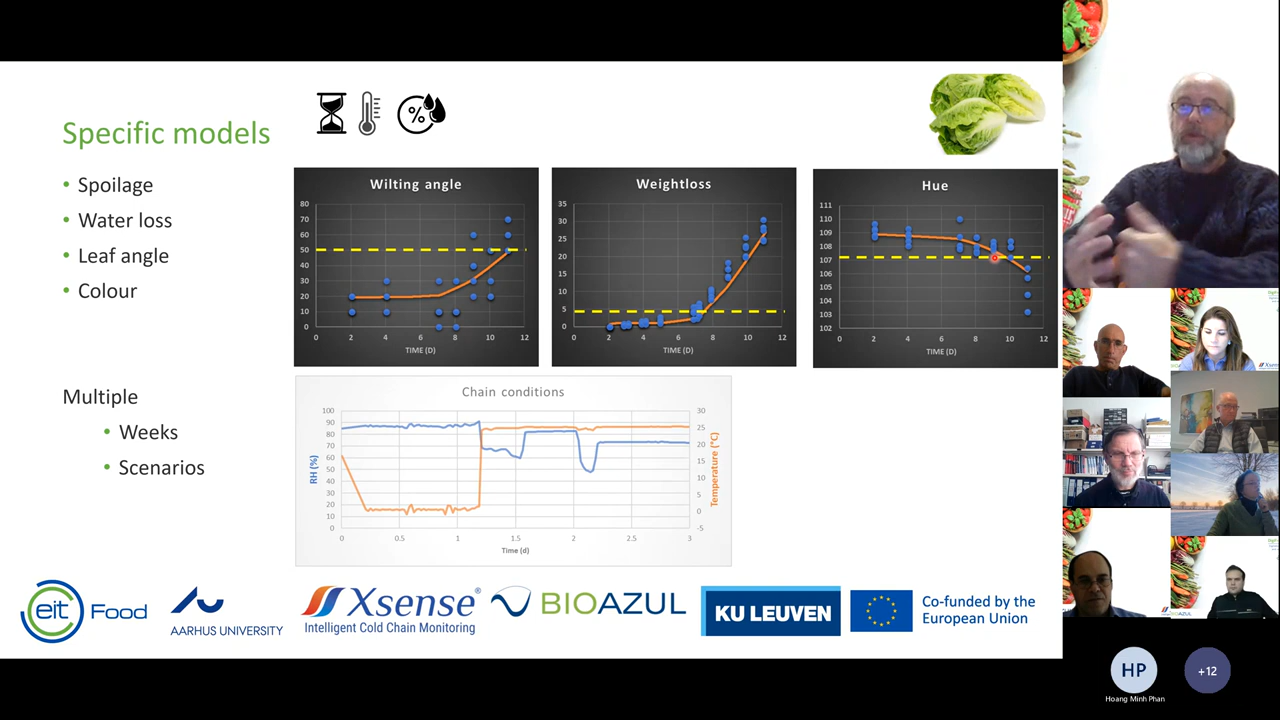 Specific models
• Spoilage
• Water loss
• Leaf angle
• Colour
Multiple
• Weeks
• Scenarios
%
Wilting angle
80
70
60
50
40
30
20
10
0
0 2 4 6 8 10 12
TIME (D)
Weightloss
35
30
25
20
15
10
5
0
0 2 4 6 8 10 12
TIME (D)
Hue
111
110
109
108
107
106
105
104
103
102
0 2 4 6 8 10 12
TIME (D)
Chain conditions
RH (%)
100
90
80
70
60
50
40
30
20
10
0
0 0.5 1 1.5 2 2.5 3
Time (d)
30
25
20
15
10
5
0
-5
Temperature (°C)
eit Food
AARHUS UNIVERSITY
Xsense®
Intelligent Cold Chain Monitoring
BIOAZUL
KU LEUVEN
Co-funded by the
European Union
HP
Hoang Minh Phan
+12